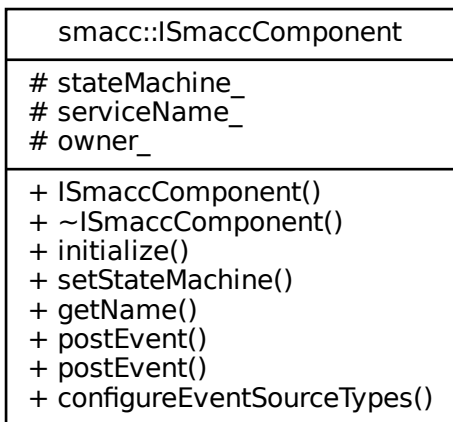 smacc::ISmaccComponent
# stateMachine_
# serviceName_
# owner_
+ ISmaccComponent()
+ ~ISmaccComponent()
+ initialize()
+ setStateMachine()
+ getName()
+ postEvent()
+ postEvent()
+ configureEventSourceTypes()